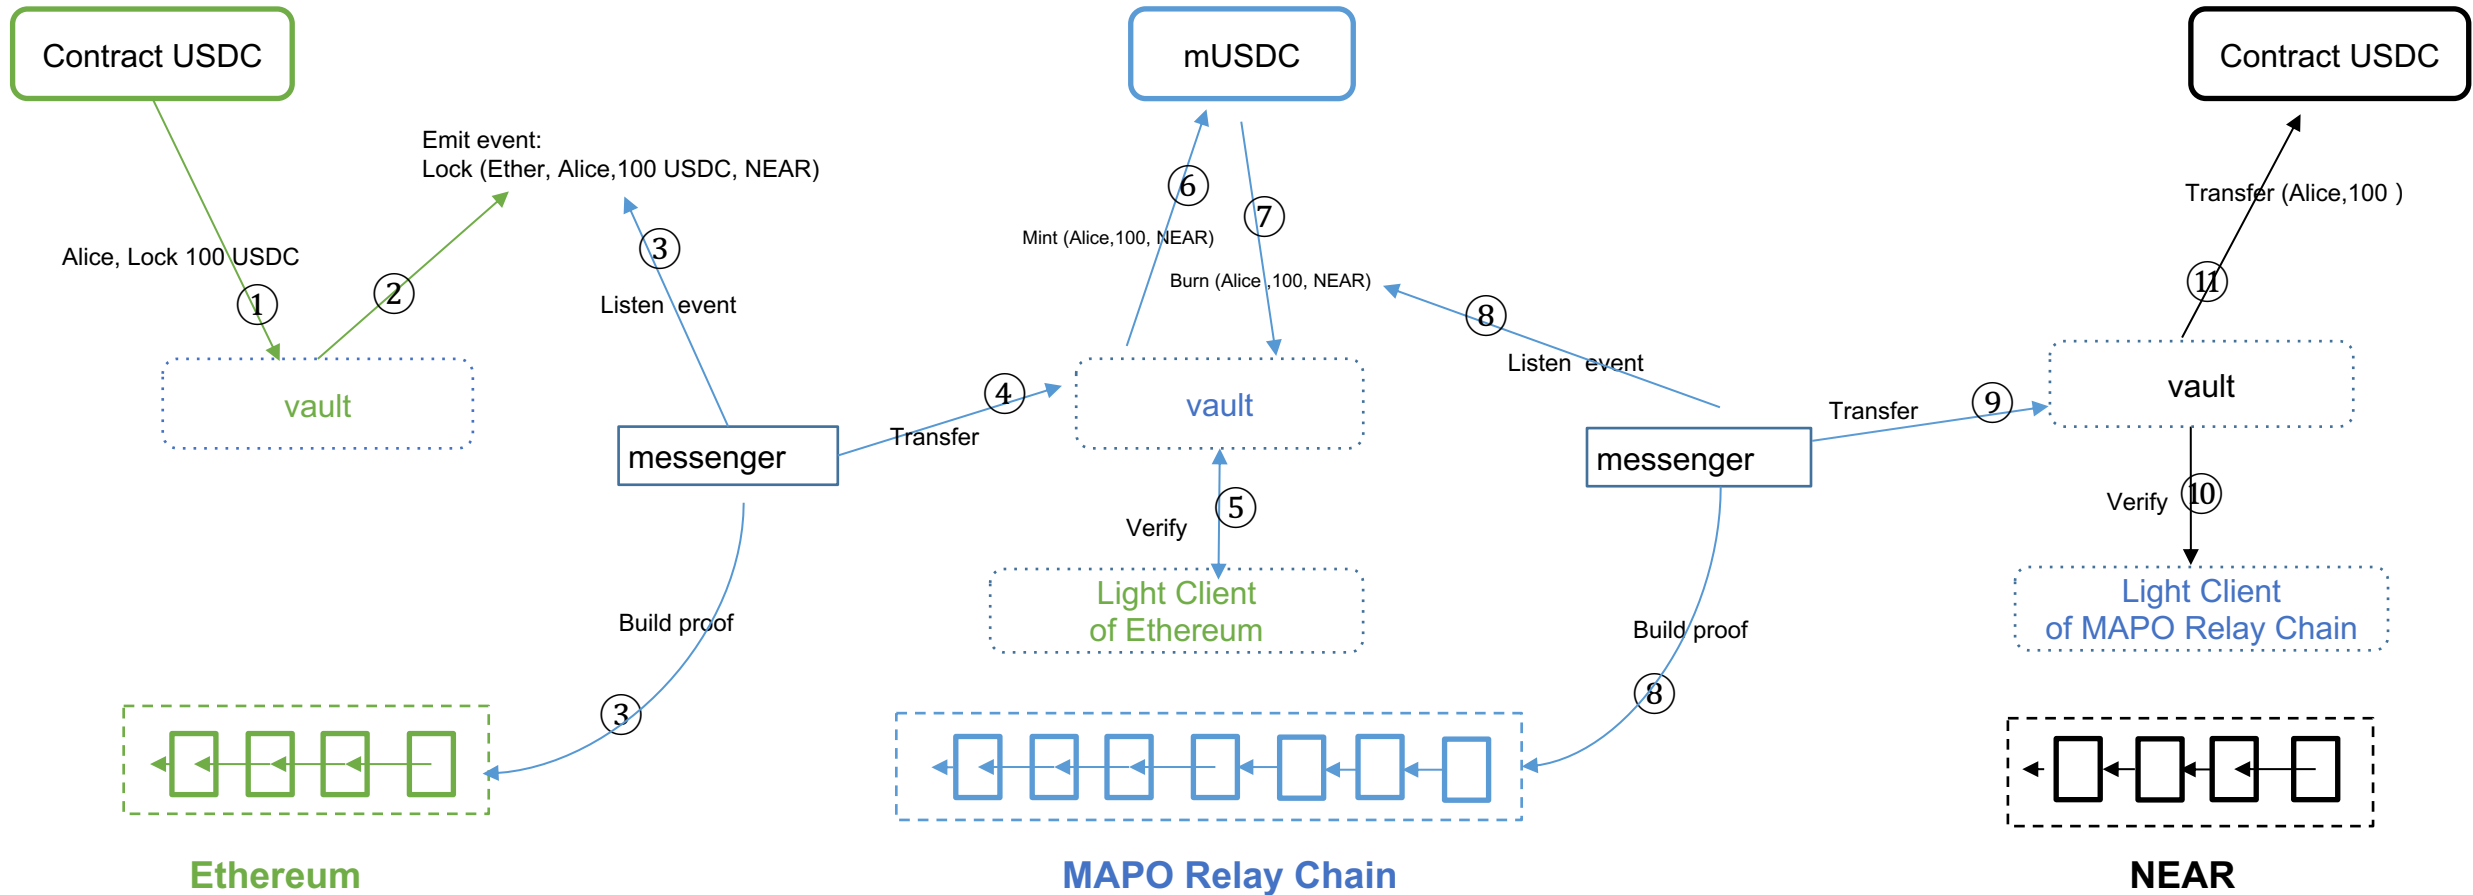 Contract USDC
mUSDC
Contract USDC
Emit event:
Lock (Ether, Alice,100 USDC, NEAR)
⑥
Transfer (Alice,100 )
⑦
Mint (Alice,100, NEAR)
③
Alice, Lock 100 USDC
Burn (Alice ,100, NEAR)
⑪
②
①
Listen event
⑧
Listen event
vault
④
vault
⑨
vault
Transfer
Transfer
messenger
messenger
⑤
Verify
⑩
Verify
Light Client
of Ethereum
Light Client
of MAPO Relay Chain
Build proof
Build proof
③
⑧
Ethereum
MAPO Relay Chain
NEAR